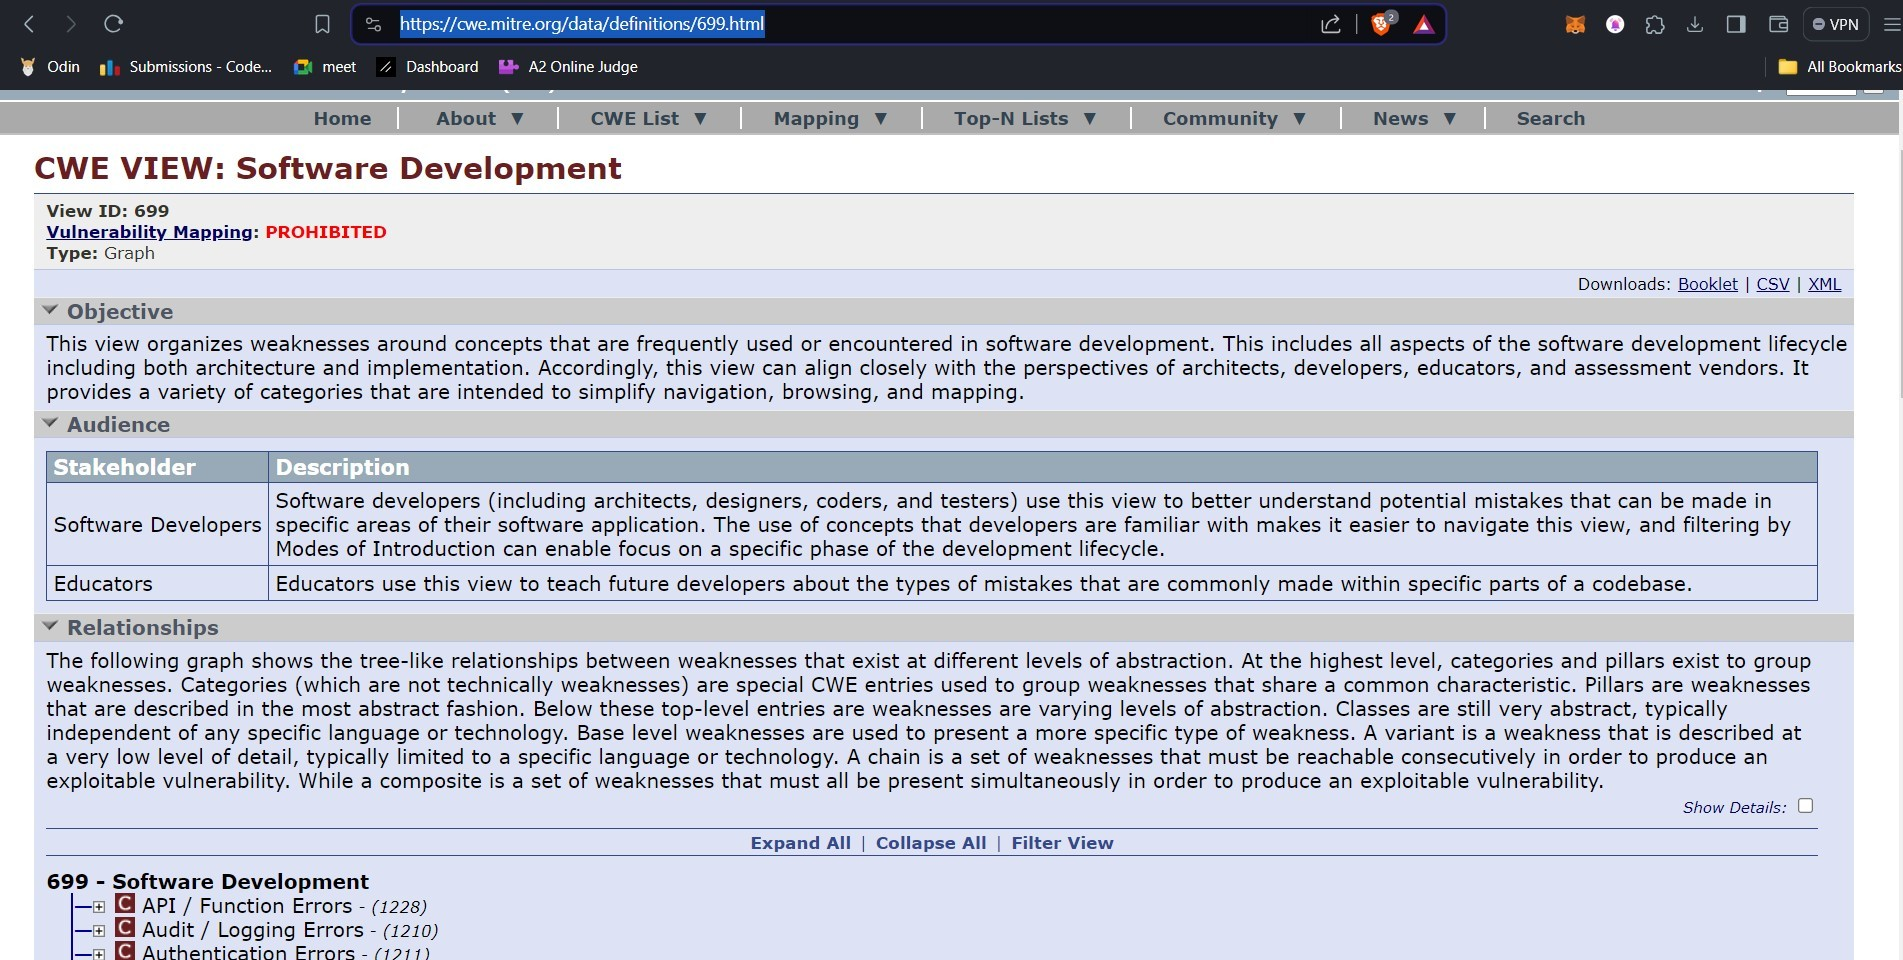 https://cwe.mitre.org/data/definitions/699.html
2
VPN
Odin
Submissions - Code...
meet
Dashboard
A2 Online Judge
All Bookmarks
Home
About ▼
CWE List ▼
Mapping ▼
Top-N Lists ▼
Community ▼
News ▼
Search
CWE VIEW: Software Development
View ID: 699
Vulnerability Mapping: PROHIBITED
Type: Graph
Downloads: Booklet | CSV | XML
Objective
This view organizes weaknesses around concepts that are frequently used or encountered in software development. This includes all aspects of the software development lifecycle
including both architecture and implementation. Accordingly, this view can align closely with the perspectives of architects, developers, educators, and assessment vendors. It
provides a variety of categories that are intended to simplify navigation, browsing, and mapping.
Audience
Stakeholder
Description
Software Developers
Software developers (including architects, designers, coders, and testers) use this view to better understand potential mistakes that can be made in
specific areas of their software application. The use of concepts that developers are familiar with makes it easier to navigate this view, and filtering by
Modes of Introduction can enable focus on a specific phase of the development lifecycle.
Educators
Educators use this view to teach future developers about the types of mistakes that are commonly made within specific parts of a codebase.
Relationships
The following graph shows the tree-like relationships between weaknesses that exist at different levels of abstraction. At the highest level, categories and pillars exist to group
weaknesses. Categories (which are not technically weaknesses) are special CWE entries used to group weaknesses that share a common characteristic. Pillars are weaknesses
that are described in the most abstract fashion. Below these top-level entries are weaknesses are varying levels of abstraction. Classes are still very abstract, typically
independent of any specific language or technology. Base level weaknesses are used to present a more specific type of weakness. A variant is a weakness that is described at
a very low level of detail, typically limited to a specific language or technology. A chain is a set of weaknesses that must be reachable consecutively in order to produce an
exploitable vulnerability. While a composite is a set of weaknesses that must all be present simultaneously in order to produce an exploitable vulnerability.
Show Details:
Expand All | Collapse All | Filter View
699 - Software Development
C API / Function Errors - (1228)
C Audit / Logging Errors - (1210)
C Authentication Errors - (1211)